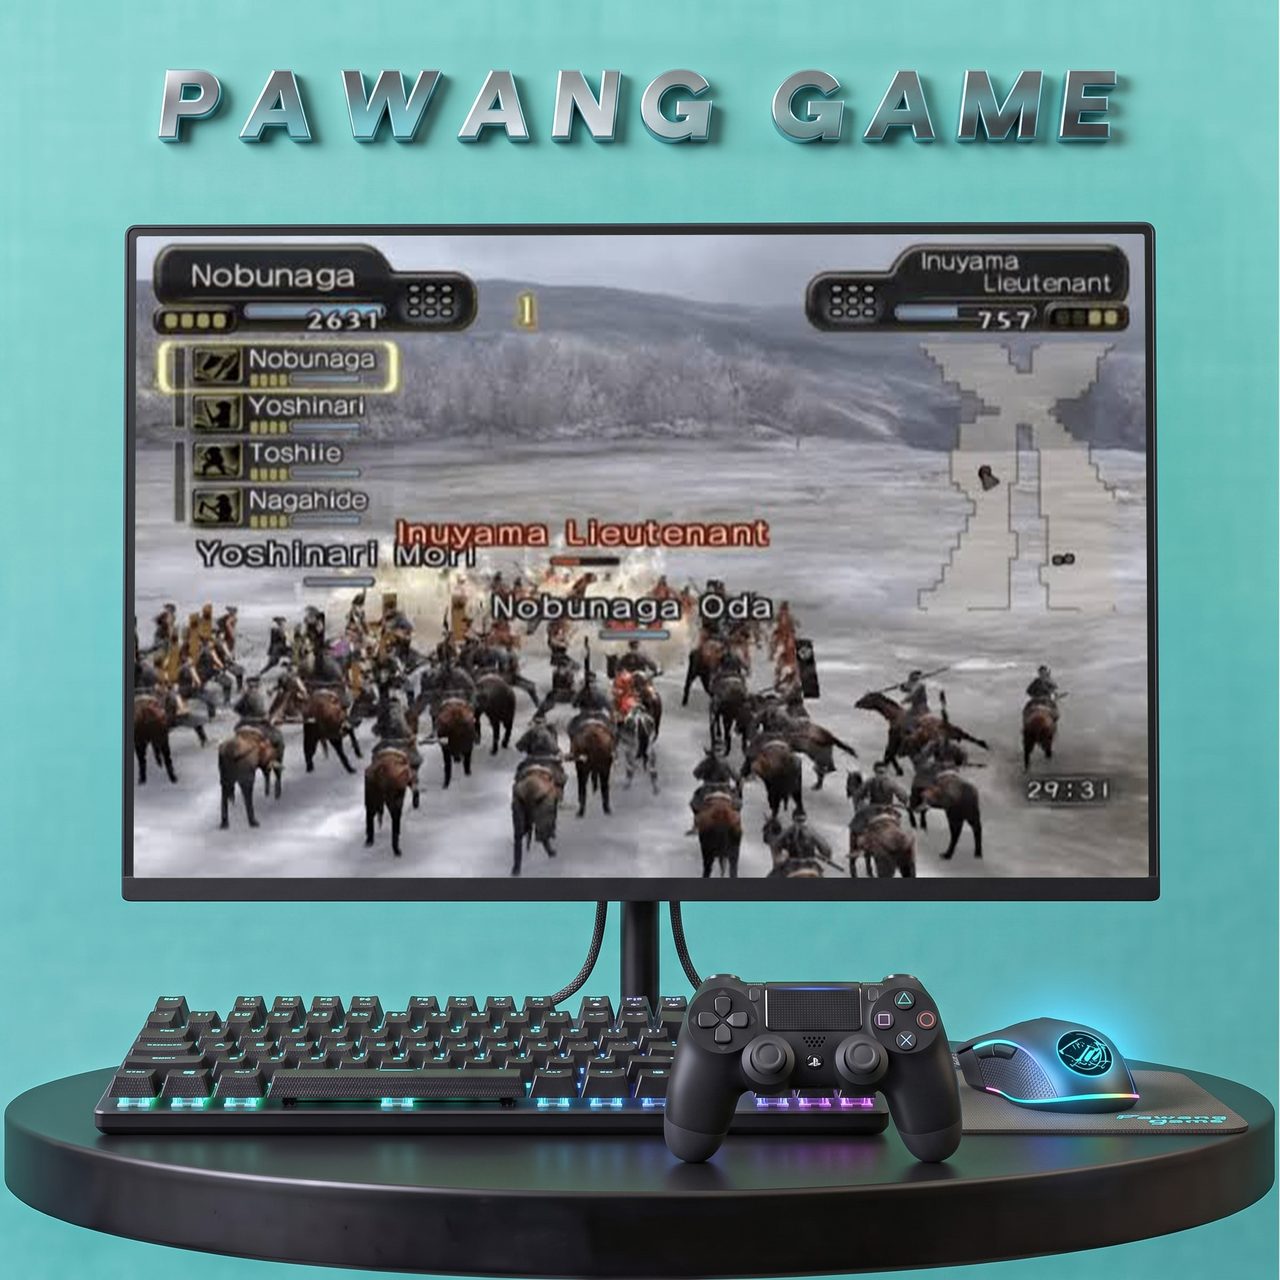 PAWANG GAME
Nobunaga
2631
1
Inuyama
Lieutenant
757
Nobunaga
Yoshinari
Toshiie
Nagahide
Inuyama Lieutenant
Yoshinari Mori
Nobunaga Oda
29:31
Pawang
game